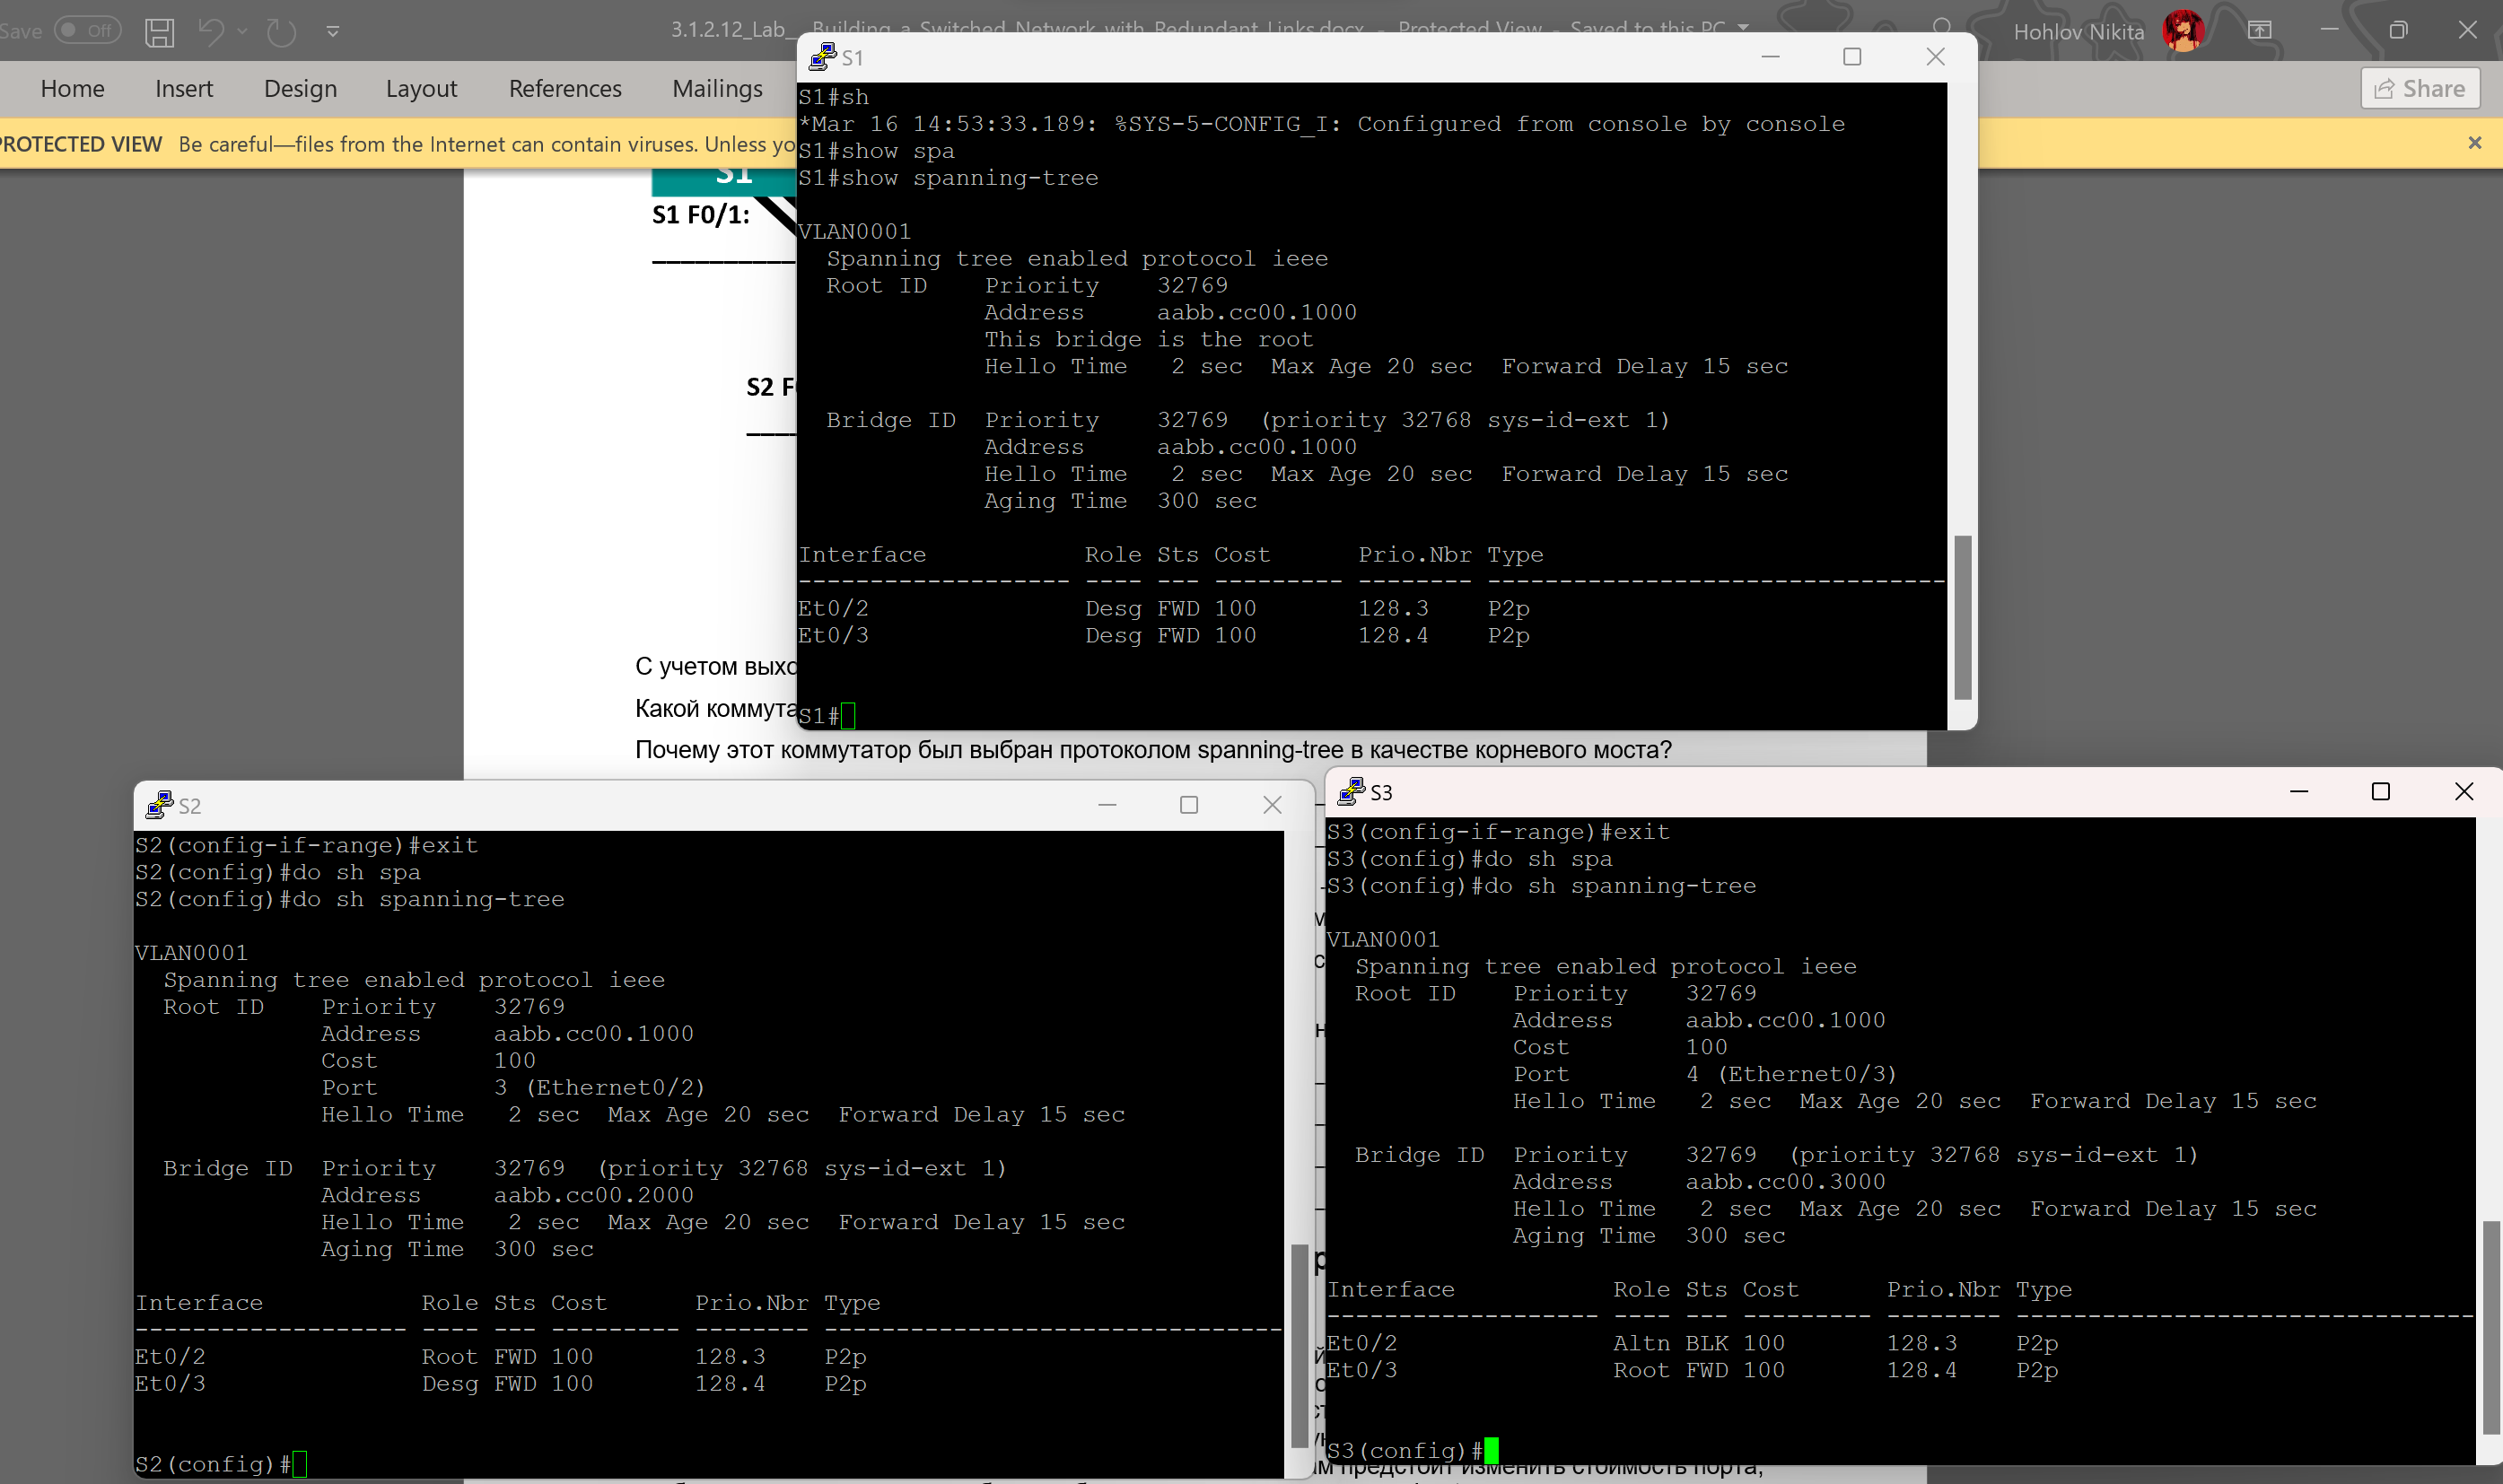 Save Off 3.1.2.12_Lab_-_Building_a_Switched_Network_with_Redundant_Links.docx - Protected View - Saved to this PC Hohlov Nikita
Home Insert Design Layout References Mailings Share
PROTECTED VIEW Be careful—files from the Internet can contain viruses. Unless yo
S1
S1 F0/1:
S2 F
С учетом выхо
Какой коммута
Почему этот коммутатор был выбран протоколом spanning-tree в качестве корневого моста?
S1
S1#sh
*Mar 16 14:53:33.189: %SYS-5-CONFIG_I: Configured from console by console
S1#show spa
S1#show spanning-tree
VLAN0001
Spanning tree enabled protocol ieee
Root ID Priority 32769
Address aabb.cc00.1000
This bridge is the root
Hello Time 2 sec Max Age 20 sec Forward Delay 15 sec
Bridge ID Priority 32769 (priority 32768 sys-id-ext 1)
Address aabb.cc00.1000
Hello Time 2 sec Max Age 20 sec Forward Delay 15 sec
Aging Time 300 sec
Interface Role Sts Cost Prio.Nbr Type
------------------- ---- --- --------- -------- --------------------------------
Et0/2 Desg FWD 100 128.3 P2p
Et0/3 Desg FWD 100 128.4 P2p
S1#
S2
S2(config-if-range)#exit
S2(config)#do sh spa
S2(config)#do sh spanning-tree
VLAN0001
Spanning tree enabled protocol ieee
Root ID Priority 32769
Address aabb.cc00.1000
Cost 100
Port 3 (Ethernet0/2)
Hello Time 2 sec Max Age 20 sec Forward Delay 15 sec
Bridge ID Priority 32769 (priority 32768 sys-id-ext 1)
Address aabb.cc00.2000
Hello Time 2 sec Max Age 20 sec Forward Delay 15 sec
Aging Time 300 sec
Interface Role Sts Cost Prio.Nbr Type
------------------- ---- --- --------- -------- --------------------------------
Et0/2 Root FWD 100 128.3 P2p
Et0/3 Desg FWD 100 128.4 P2p
S2(config)#
S3
S3(config-if-range)#exit
S3(config)#do sh spa
S3(config)#do sh spanning-tree
VLAN0001
Spanning tree enabled protocol ieee
Root ID Priority 32769
Address aabb.cc00.1000
Cost 100
Port 4 (Ethernet0/3)
Hello Time 2 sec Max Age 20 sec Forward Delay 15 sec
Bridge ID Priority 32769 (priority 32768 sys-id-ext 1)
Address aabb.cc00.3000
Hello Time 2 sec Max Age 20 sec Forward Delay 15 sec
Aging Time 300 sec
Interface Role Sts Cost Prio.Nbr Type
------------------- ---- --- --------- -------- --------------------------------
Et0/2 Altn BLK 100 128.3 P2p
Et0/3 Root FWD 100 128.4 P2p
S3(config)#
предстоит изменить стоимость порта,